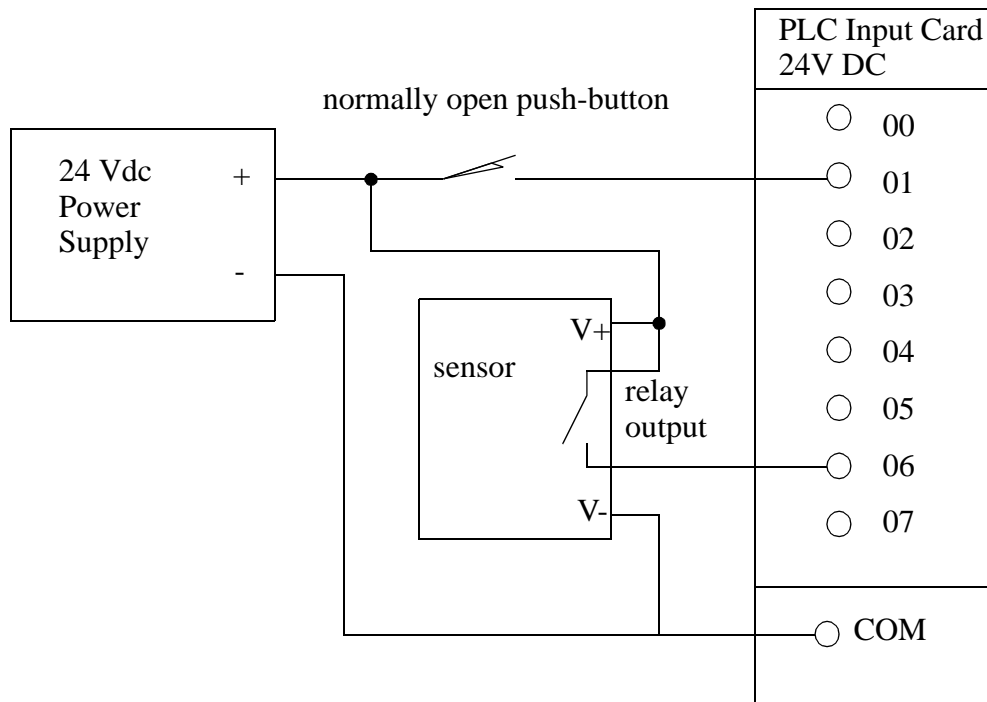 PLC Input Card
24V DC
normally open push-button
00
24 Vdc
Power
Supply
+
-
01
02
03
04
05
06
07
V+
sensor
relay
output
V-
COM